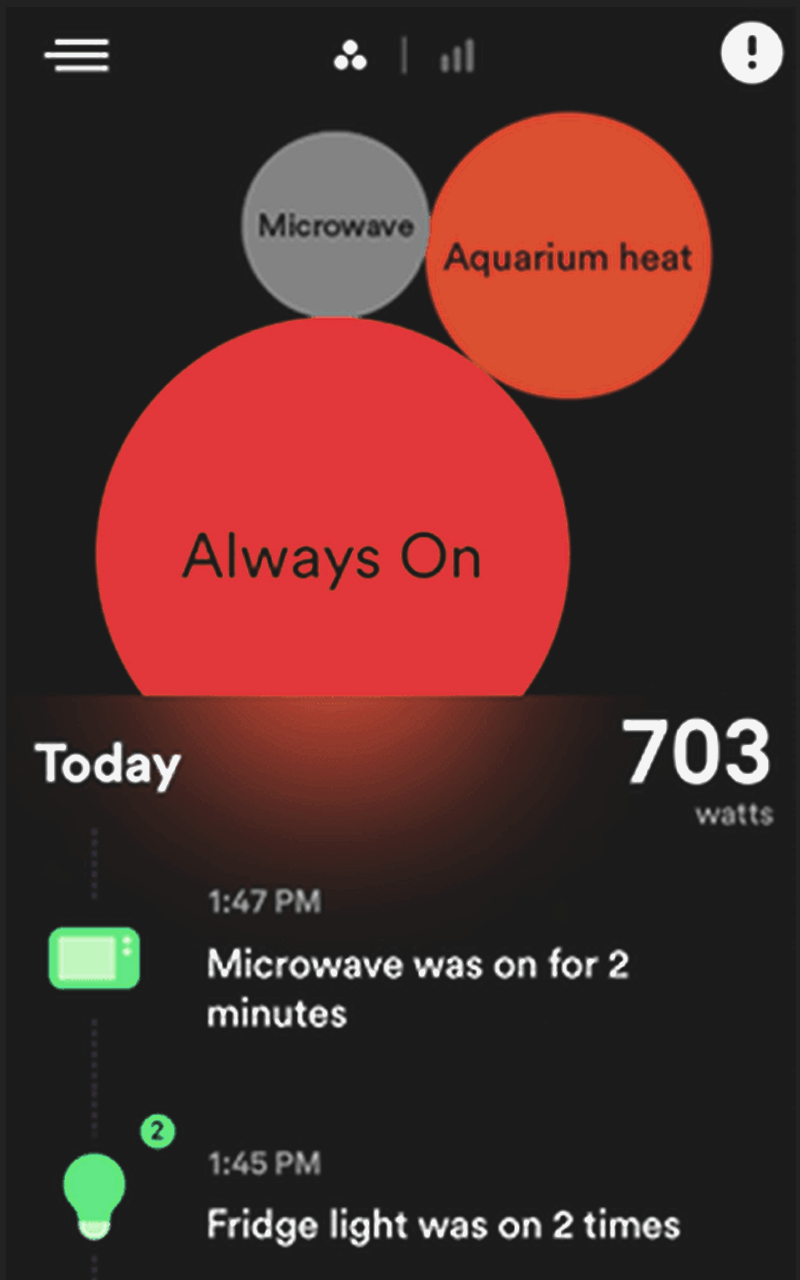 !
Microwave
Aquarium heat
Always On
Today
703
watts
1:47 PM
Microwave was on for 2
minutes
2
1:45 PM
Fridge light was on 2 times